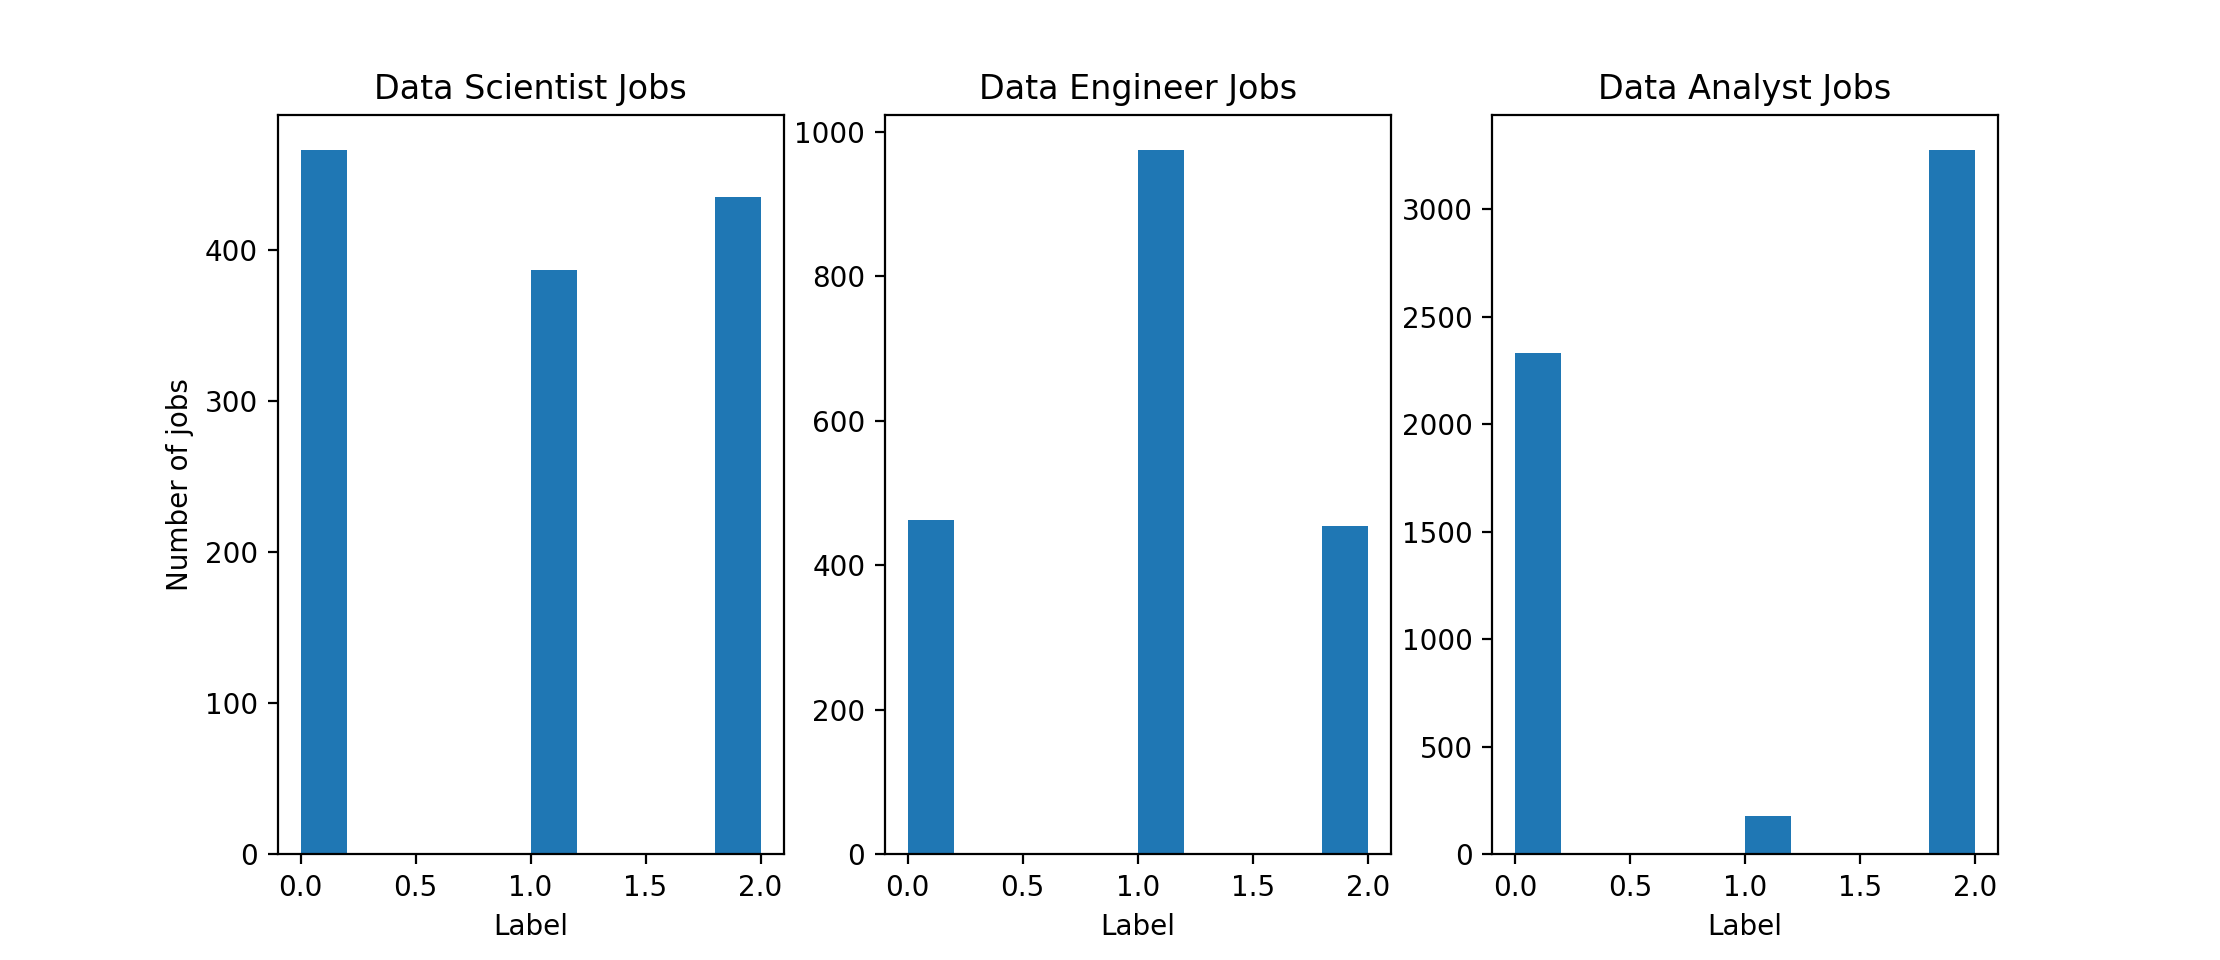 Data Scientist Jobs
Number of jobs
400
300
200
100
0
0.0 0.5 1.0 1.5 2.0
Label
Data Engineer Jobs
1000
800
600
400
200
0
0.0 0.5 1.0 1.5 2.0
Label
Data Analyst Jobs
3000
2500
2000
1500
1000
500
0
0.0 0.5 1.0 1.5 2.0
Label